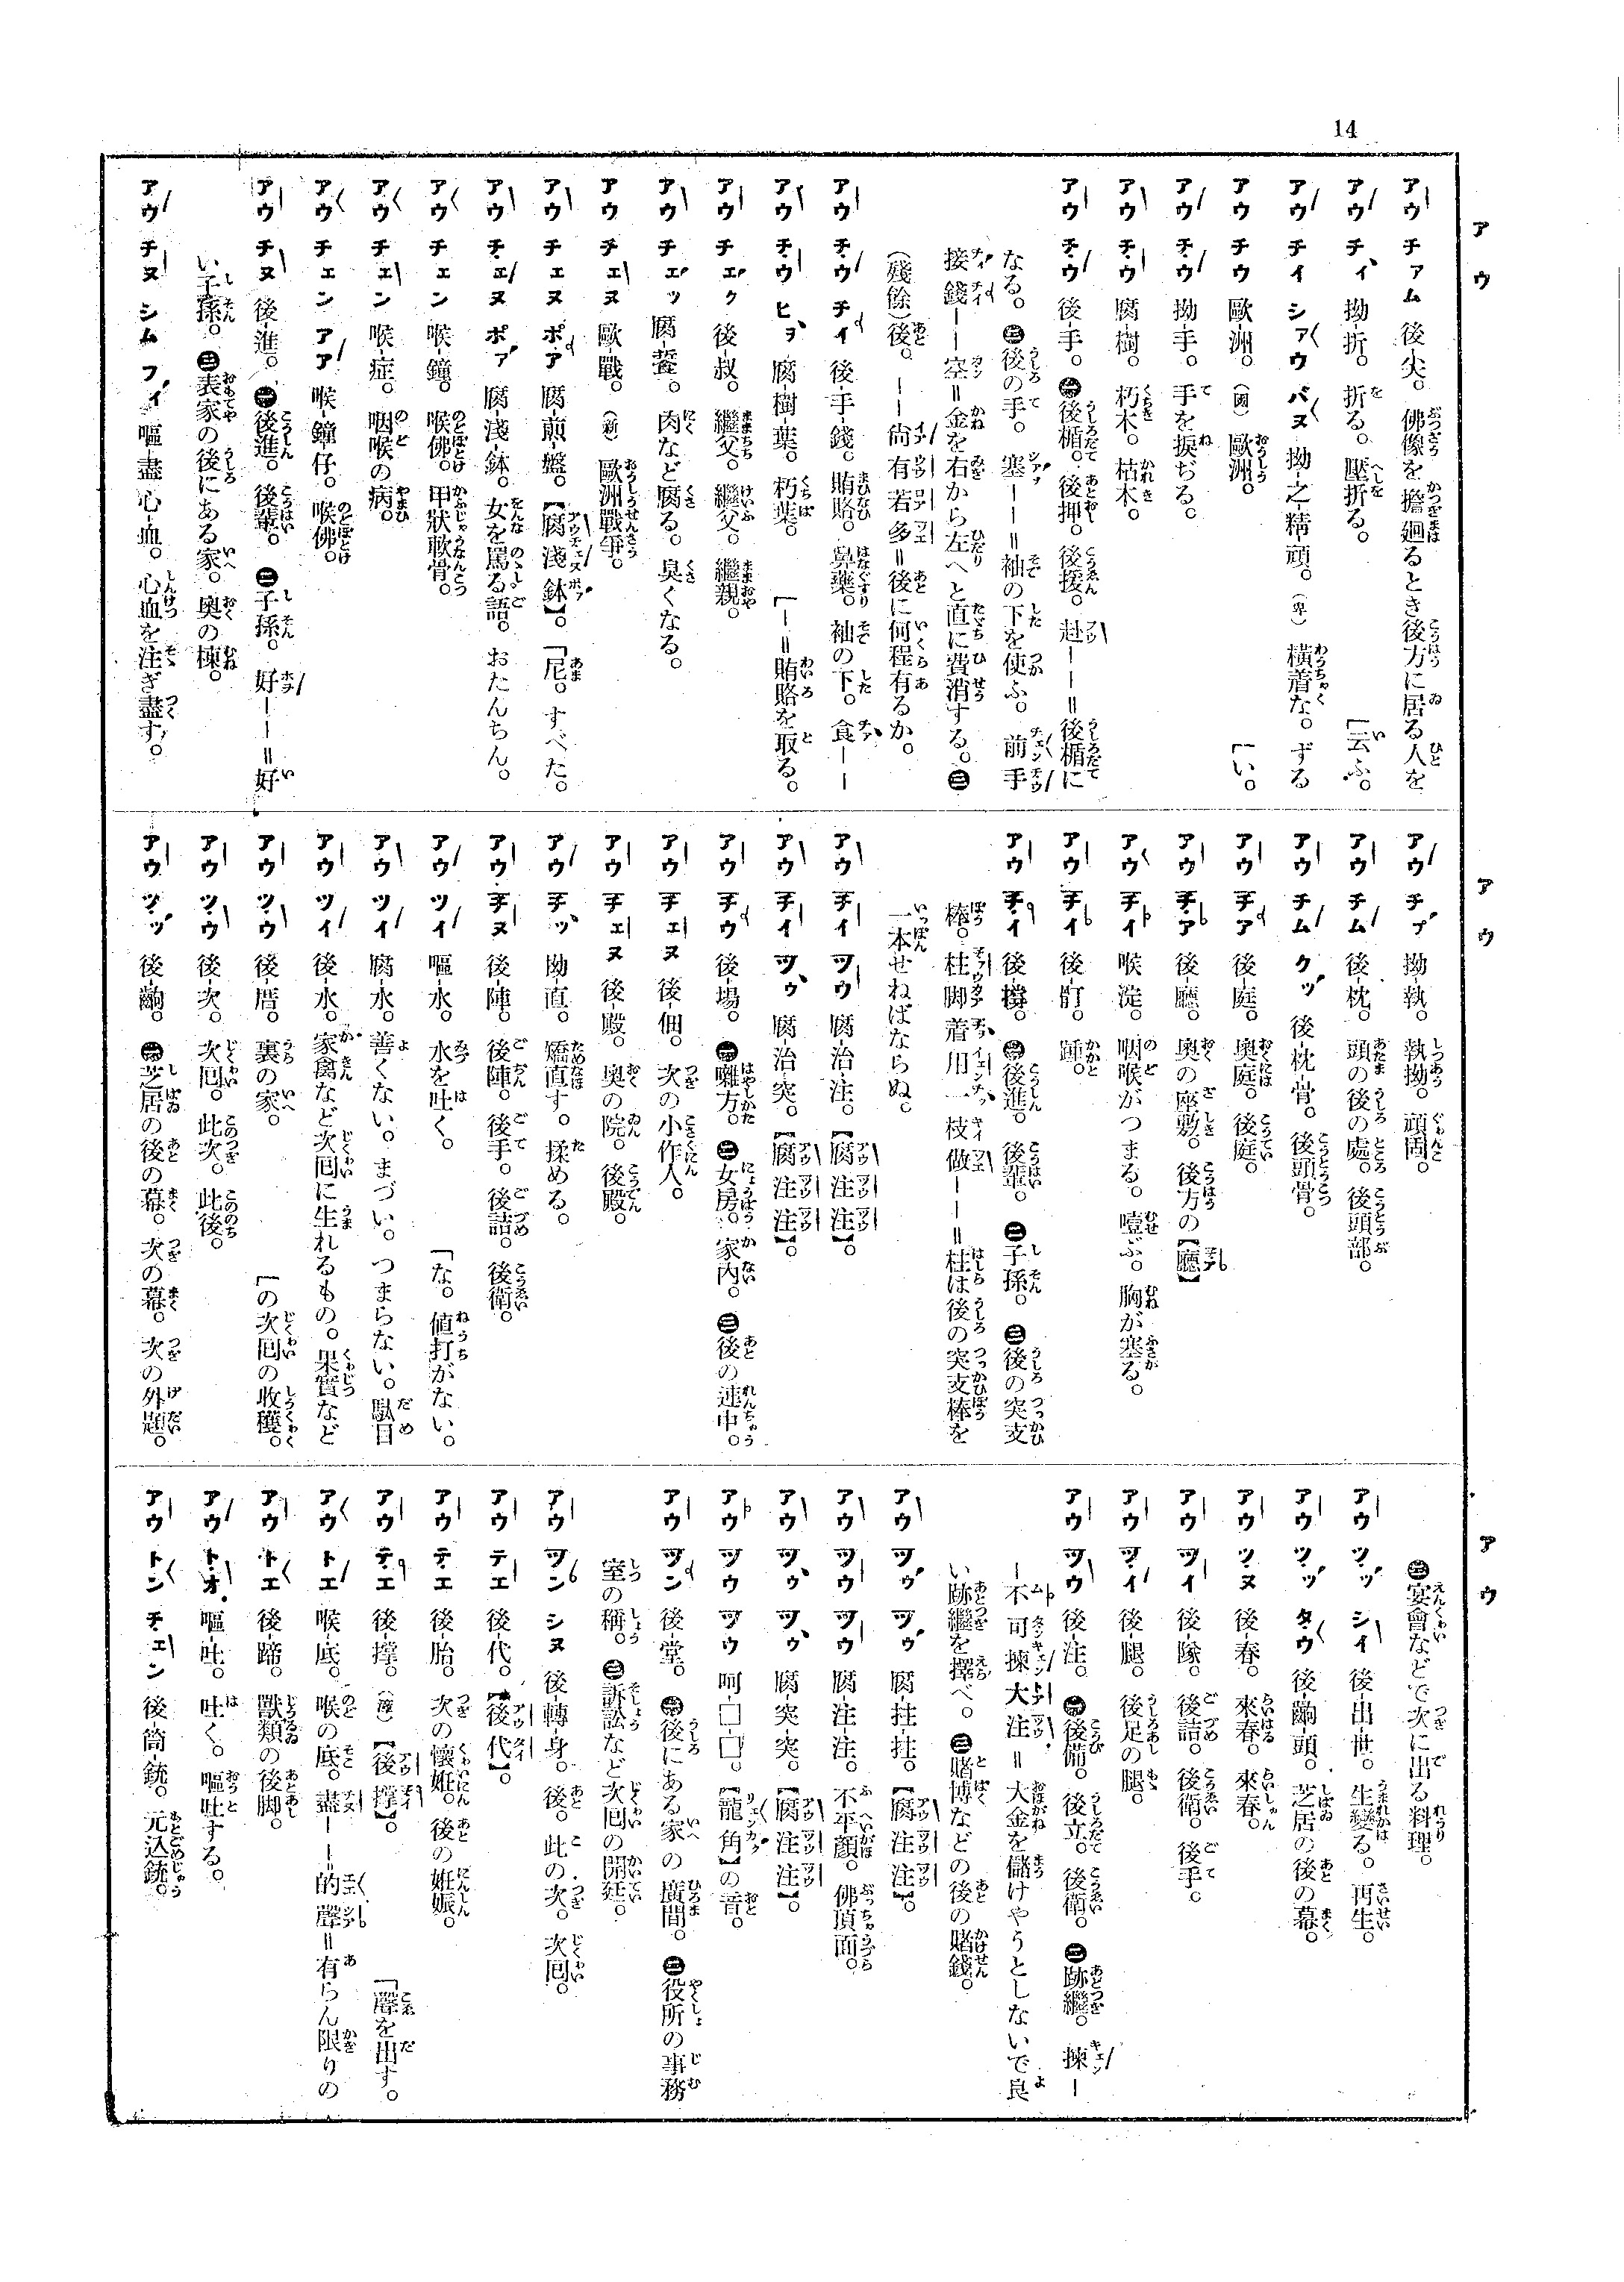 14
アウ
アウ チァム 後-尖。佛像を擔廻るとき後方に居る人を
アウ チイ 拗-折。折る。壓折る。 「云ふ。
アウ チイ シァウ バヌ 拗-之-精-頑。(卑) 橫着な。ずる
アウ チウ 歐-洲。(國) 歐洲。 「い。
アウ チウ 拗-手。手を捩ぢる。
アウ チウ 腐-樹。朽木。枯木。
アウ チウ 後-手。㊀後楯。後押。後援。赴――=後楯に
なる。㊁後の手。塞――=袖の下を使ふ。前手
接錢――空=金を右から左へと直に費消する。㊂
(殘餘)後。――尙有若多=後に何程有るか。
アウ チウ チイ 後-手-錢。賄賂。鼻藥。袖の下。食――
アウ チウ ヒヲ 腐-樹-葉。朽葉。 「―=賄賂を取る。
アウ チェク 後-叔。繼父。繼父。繼親。
アウ チェッ 腐-䖳。肉など腐る。臭くなる。
アウ チェヌ 歐-戰。(新) 歐洲戰爭。
アウ チェヌ ポア 腐-煎-盤。【腐淺鉢】。「尼。すべた。
アウ チェヌ ポァ 腐-淺-鉢。女を罵る語。おたんちん。
アウ チェン 喉-鐘。喉佛。甲狀軟骨。
アウ チェン 喉-症。咽喉の病。
アウ チェン アア 喉-鐘-仔。喉佛。
アウ チヌ 後-進。㊀後進。後輩。㊁子孫。好――=好
い子孫。㊂表家の後にある家。奧の棟。
アウ チヌ シム フィ 嘔-盡-心-血。心血を注ぎ盡す。
アウ
アウ チプ 拗-執。執拗。頑固。
アウ チム 後-枕。頭の後の處。後頭部。
アウ チム クッ 後-枕-骨。後頭骨。
アウ チア 後-庭。奧庭。後庭。
アウ チア 後-廳。奧の座敷。後方の【廳】
アウ チイ 喉-淀。咽喉がつまる。噎ぶ。胸が塞る。
アウ チイ 後-䏲。踵。
アウ チイ 後-撐。㊀後進。後輩。㊁子孫。㊂後の突支
棒。柱脚着用一枝做――=柱は後の突支棒を
一本せねばならぬ。
アウ チイ ツウ 腐-治-注。【腐注注】。
アウ チイ ツゥ 腐-治-突。【腐注注】。
アウ チウ 後-場。㊀囃方。㊁女房。家內。㊂後の連中。
アウ チェヌ 後-佃。次の小作人。
アウ チェヌ 後-殿。奧の院。後殿。
アウ チッ 拗-直。矯直す。揉める。
アウ チヌ 後-陣。後陣。後手。後詰。後衛。
アウ ツイ 嘔-水。水を吐く。 「な。値打がない。
アウ ツイ 腐-水。善くない。まづい。つまらない。駄目
アウ ツイ 後-水。家禽など次囘に生れるもの。果實など
アウ ツウ 後-厝。裏の家。 「の次囘の收穫。
アウ ツウ 後-次。次囘。此次。此後。
アウ ツッ 後-齣。㊀芝居の後の幕。次の幕。次の外題。
アウ
㊁宴會などで次に出る料理。
アウ ツッ シイ 後-出-世。生變る。再生。
アウ ツッ タウ 後-齣-頭。芝居の後の幕。
アウ ツヌ 後-春。來春。來春。
アウ ツイ 後-隊。後詰。後衛。後手。
アウ ツイ 後-腿。後足の腿。
アウ ツウ 後-注。㊀後備。後立。後衛。㊁跡繼。揀―
―不可揀大注=大金を儲けやうとしないで良
い跡繼を擇べ。㊂賭博などの後の賭錢。
アウ ツゥ ツゥ 腐-拄-拄。【腐注注】。
アウ ツウ ツウ 腐-注-注。不平顏。佛頂面。
アウ ツゥ ツゥ 腐-突-突。【腐注注】。
アウ ツウ ツウ 呵-□-□。【龍角】の音。
アウ ツン 後-堂。㊀後にある家の廣間。㊁役所の事務
室の稱。㊂訴訟など次囘の開廷。
アウ ツン シヌ 後-轉-身。後。此の次。次囘。
アウ テエ 後-代。【後代】。
アウ テエ 後-胎。次の懷姙。後の姙娠。
アウ テエ 後-撐。(漳)【後撐】。 「聲を出す。
アウ トエ 喉-底。喉の底。盡――的聲=有らん限りの
アウ トエ 後-蹄。獸類の後脚。
アウ トオ 嘔-吐。吐く。嘔吐する。
アウ トン チェン 後-筒-銃。元込銃。